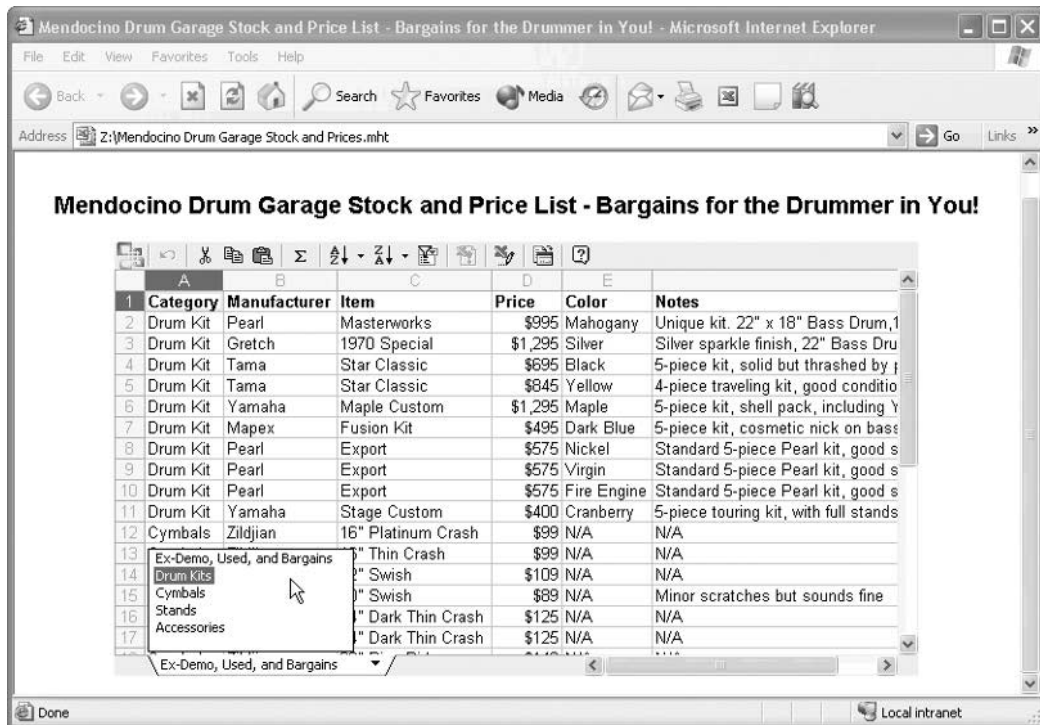 Mendocino Drum Garage Stock and Price List - Bargains for the Drummer in You! - Microsoft Internet Explorer
File Edit View Favorites Tools Help
Back Search Favorites Media
Address Z:\Mendocino Drum Garage Stock and Prices.mht Go Links »
Mendocino Drum Garage Stock and Price List - Bargains for the Drummer in You!
A B C D E
1 Category Manufacturer Item Price Color Notes
2 Drum Kit Pearl Masterworks $995 Mahogany Unique kit. 22" x 18" Bass Drum,1
3 Drum Kit Gretch 1970 Special $1,295 Silver Silver sparkle finish, 22" Bass Dru
4 Drum Kit Tama Star Classic $695 Black 5-piece kit, solid but thrashed by
5 Drum Kit Tama Star Classic $845 Yellow 4-piece traveling kit, good conditio
6 Drum Kit Yamaha Maple Custom $1,295 Maple 5-piece kit, shell pack, including Y
7 Drum Kit Mapex Fusion Kit $495 Dark Blue 5-piece kit, cosmetic nick on bass
8 Drum Kit Pearl Export $575 Nickel Standard 5-piece Pearl kit, good s
9 Drum Kit Pearl Export $575 Virgin Standard 5-piece Pearl kit, good s
10 Drum Kit Pearl Export $575 Fire Engine Standard 5-piece Pearl kit, good s
11 Drum Kit Yamaha Stage Custom $400 Cranberry 5-piece touring kit, with full stands
12 Cymbals Zildjian 16" Platinum Crash $99 N/A N/A
13 " Thin Crash $99 N/A N/A
14 " Swish $109 N/A N/A
15 " Swish $89 N/A Minor scratches but sounds fine
16 " Dark Thin Crash $125 N/A N/A
17 " Dark Thin Crash $125 N/A N/A
Ex-Demo, Used, and Bargains
Drum Kits
Cymbals
Stands
Accessories
Ex-Demo, Used, and Bargains
Done Local intranet